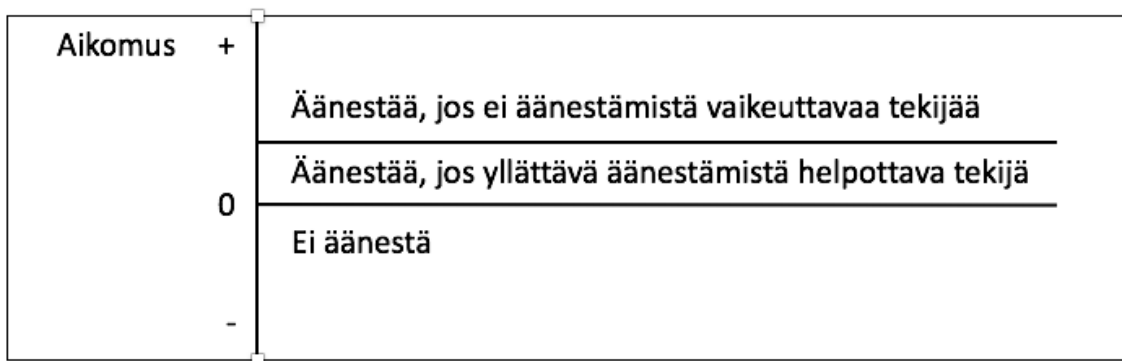 Aikomus +
Äänestää, jos ei äänestämistä vaikeuttavaa tekijää
Äänestää, jos yllättävä äänestämistä helpottava tekijä
0
Ei äänestä
-